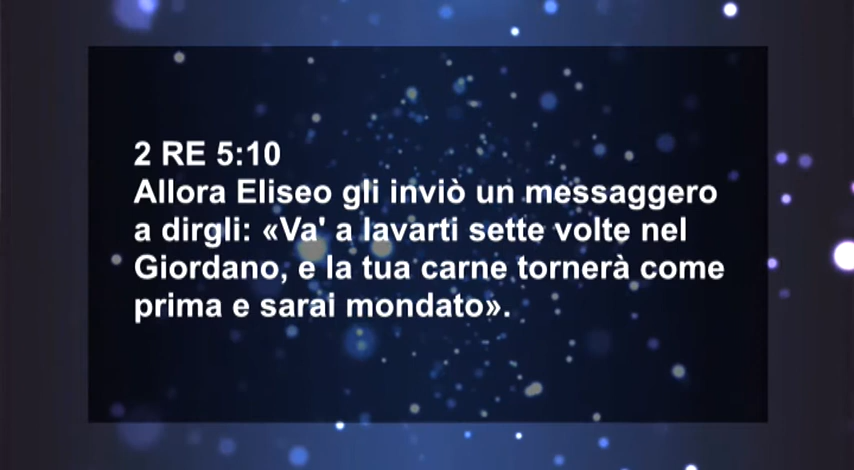 2 RE 5:10
Allora Eliseo gli inviò un messaggero
a dirgli: «Va' a lavarti sette volte nel
Giordano, e la tua carne tornerà come
prima e sarai mondato».